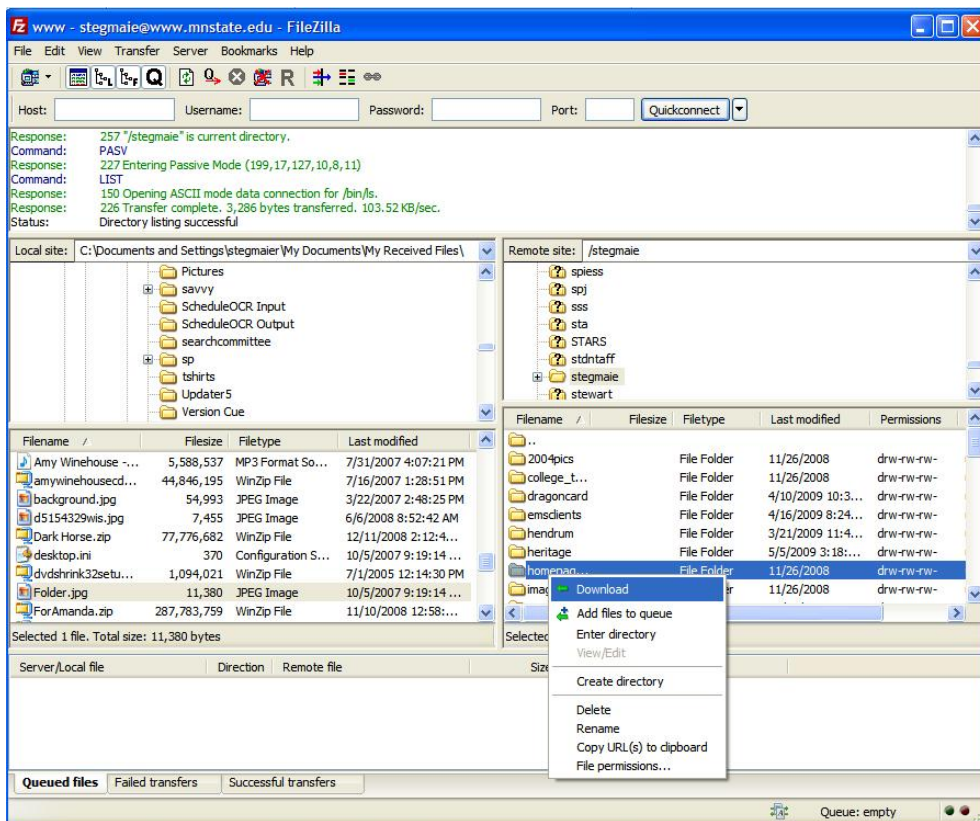 www - stegmaie@www.mnstate.edu - FileZilla
File Edit View Transfer Server Bookmarks Help
Host: Username: Password: Port: Quickconnect
Response: 257 "/stegmaie" is current directory.
Command: PASV
Response: 227 Entering Passive Mode (199,17,127,10,8,11)
Command: LIST
Response: 150 Opening ASCII mode data connection for /bin/ls.
Response: 226 Transfer complete. 3,286 bytes transferred. 103.52 KB/sec.
Status: Directory listing successful
Local site: C:\Documents and Settings\stegmaier\My Documents\My Received Files\
Pictures
savvy
ScheduleOCR Input
ScheduleOCR Output
searchcommittee
sp
tshirts
Updater5
Version Cue
Filename Filesize Filetype Last modified
Amy Winehouse -... 5,588,537 MP3 Format So... 7/31/2007 4:07:21 PM
amywinehousecd... 44,846,195 WinZip File 7/16/2007 1:28:51 PM
background.jpg 54,993 JPEG Image 3/22/2007 2:48:25 PM
d5154329wis.jpg 7,455 JPEG Image 6/6/2008 8:52:42 AM
Dark Horse.zip 77,776,682 WinZip File 12/11/2008 2:12:4...
desktop.ini 370 Configuration S... 10/5/2007 9:19:14 ...
dvdshrink32setu... 1,094,021 WinZip File 7/1/2005 12:14:30 PM
Folder.jpg 11,380 JPEG Image 10/5/2007 9:19:14 ...
ForAmanda.zip 287,783,759 WinZip File 11/10/2008 12:58:...
Selected 1 file. Total size: 11,380 bytes
Remote site: /stegmaie
spiess
spj
sss
sta
STARS
stdntaff
stegmaie
stewart
Filename Filesize Filetype Last modified Permissions
..
2004pics File Folder 11/26/2008 drw-rw-rw-
college_t... File Folder 11/26/2008 drw-rw-rw-
dragoncard File Folder 4/10/2009 10:3... drw-rw-rw-
emsclients File Folder 4/16/2009 8:24... drw-rw-rw-
hendrum File Folder 3/21/2009 11:4... drw-rw-rw-
heritage File Folder 5/5/2009 3:18:... drw-rw-rw-
homepag... File Folder 11/26/2008 drw-rw-rw-
11/26/2008 drw-rw-rw-
Download
Add files to queue
Enter directory
View/Edit
Create directory
Delete
Rename
Copy URL(s) to clipboard
File permissions...
Server/Local file Direction Remote file
Queued files Failed transfers Successful transfers
Queue: empty